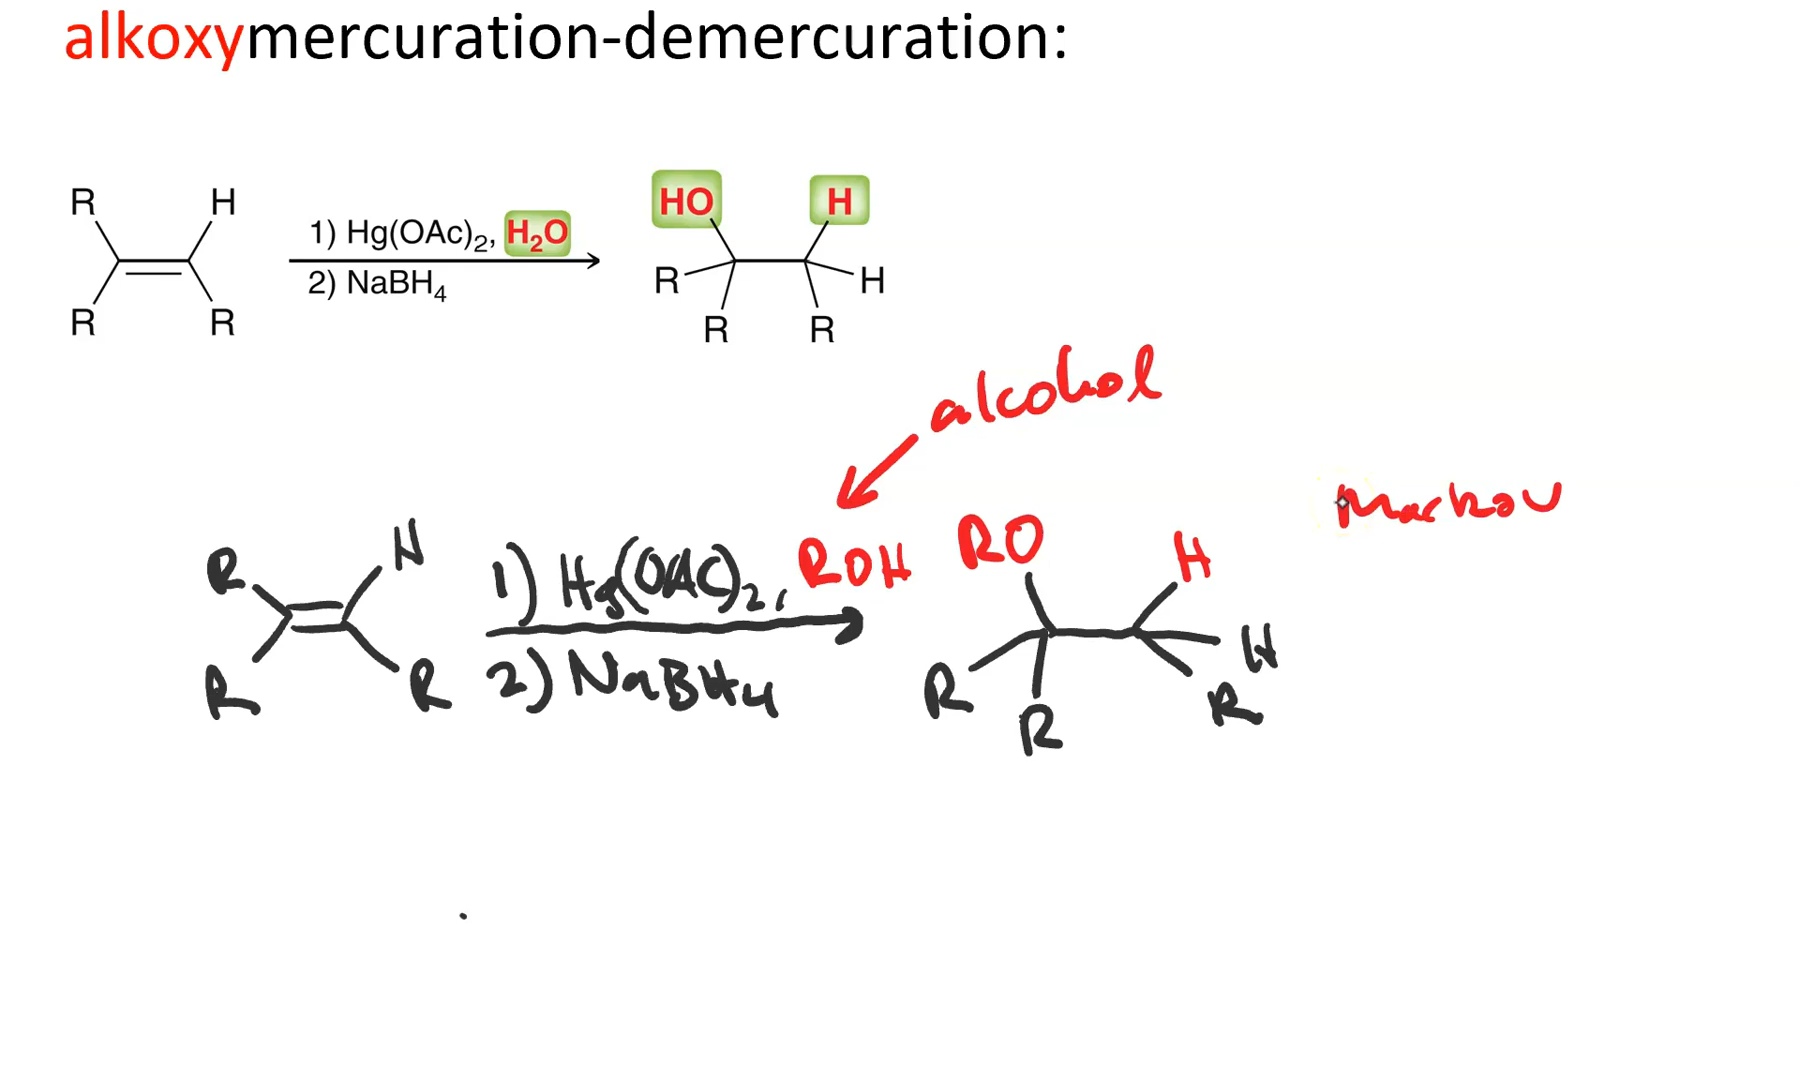 alkoxymercuration-demercuration:
R H HO H
1) Hg(OAc)2, H2O
2) NaBH4
R H
R R R R
alcohol
Markov
R H 1) Hg(OAc)2, ROH RO H
R R 2) NaBH4 R R R H